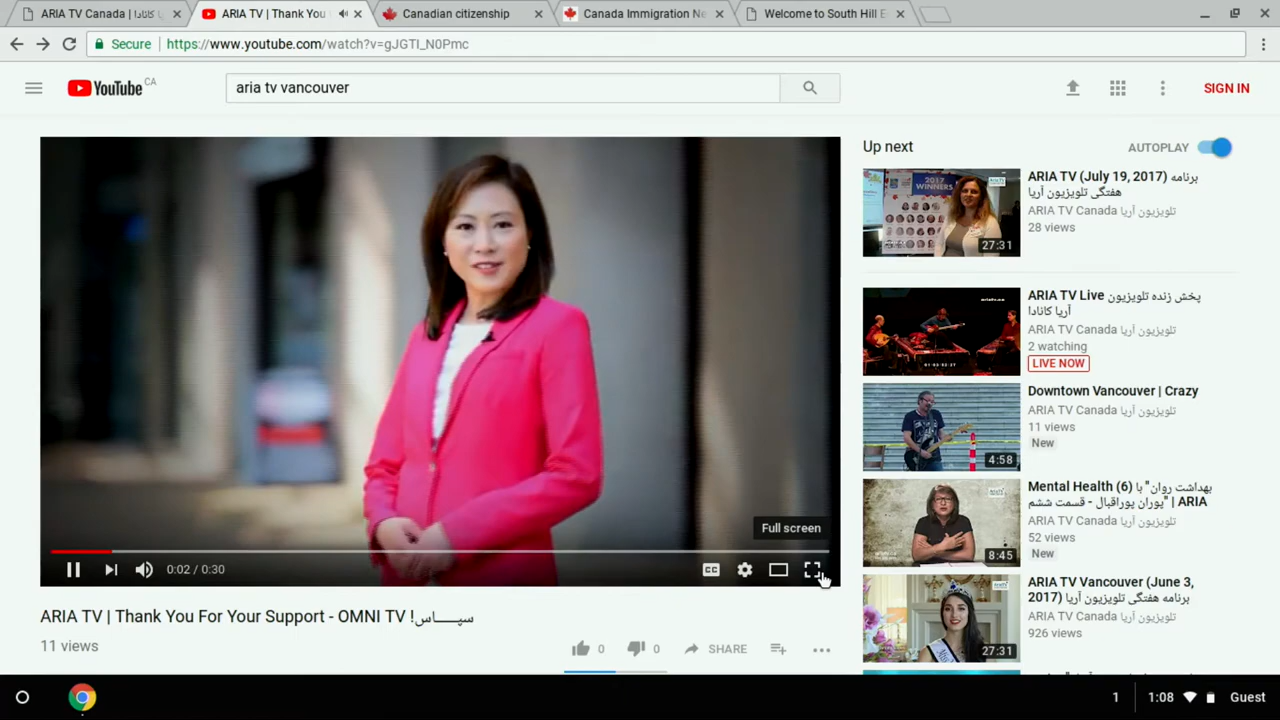 ARIA TV Canada | تلویزیو
ARIA TV | Thank You
Canadian citizenship
Canada Immigration Ne
Welcome to South Hill E
Secure
https://www.youtube.com/watch?v=gJGTI_N0Pmc
YouTube CA
aria tv vancouver
SIGN IN
Up next
AUTOPLAY
ARIA TV (July 19, 2017) برنامه
هفتگی تلویزیون آریا
ARIA TV Canada تلویزیون آریا
28 views
2017 WINNERS
27:31
ARIA TV Live پخش زنده تلویزیون
آریا کانادا
ARIA TV Canada تلویزیون آریا
2 watching
LIVE NOW
Downtown Vancouver | Crazy
ARIA TV Canada تلویزیون آریا
11 views
New
4:58
Mental Health (6) بهداشت روان" با"
ARIA | "پوران پوراقبال - قسمت ششم
ARIA TV Canada تلویزیون آریا
52 views
New
8:45
ARIA TV Vancouver (June 3,
2017) برنامه هفتگی تلویزیون آریا
ARIA TV Canada تلویزیون آریا
926 views
27:31
Full screen
0:02 / 0:30
CC
ARIA TV | Thank You For Your Support - OMNI TV !سپـــــاس
11 views
0
0
SHARE
1
1:08
Guest